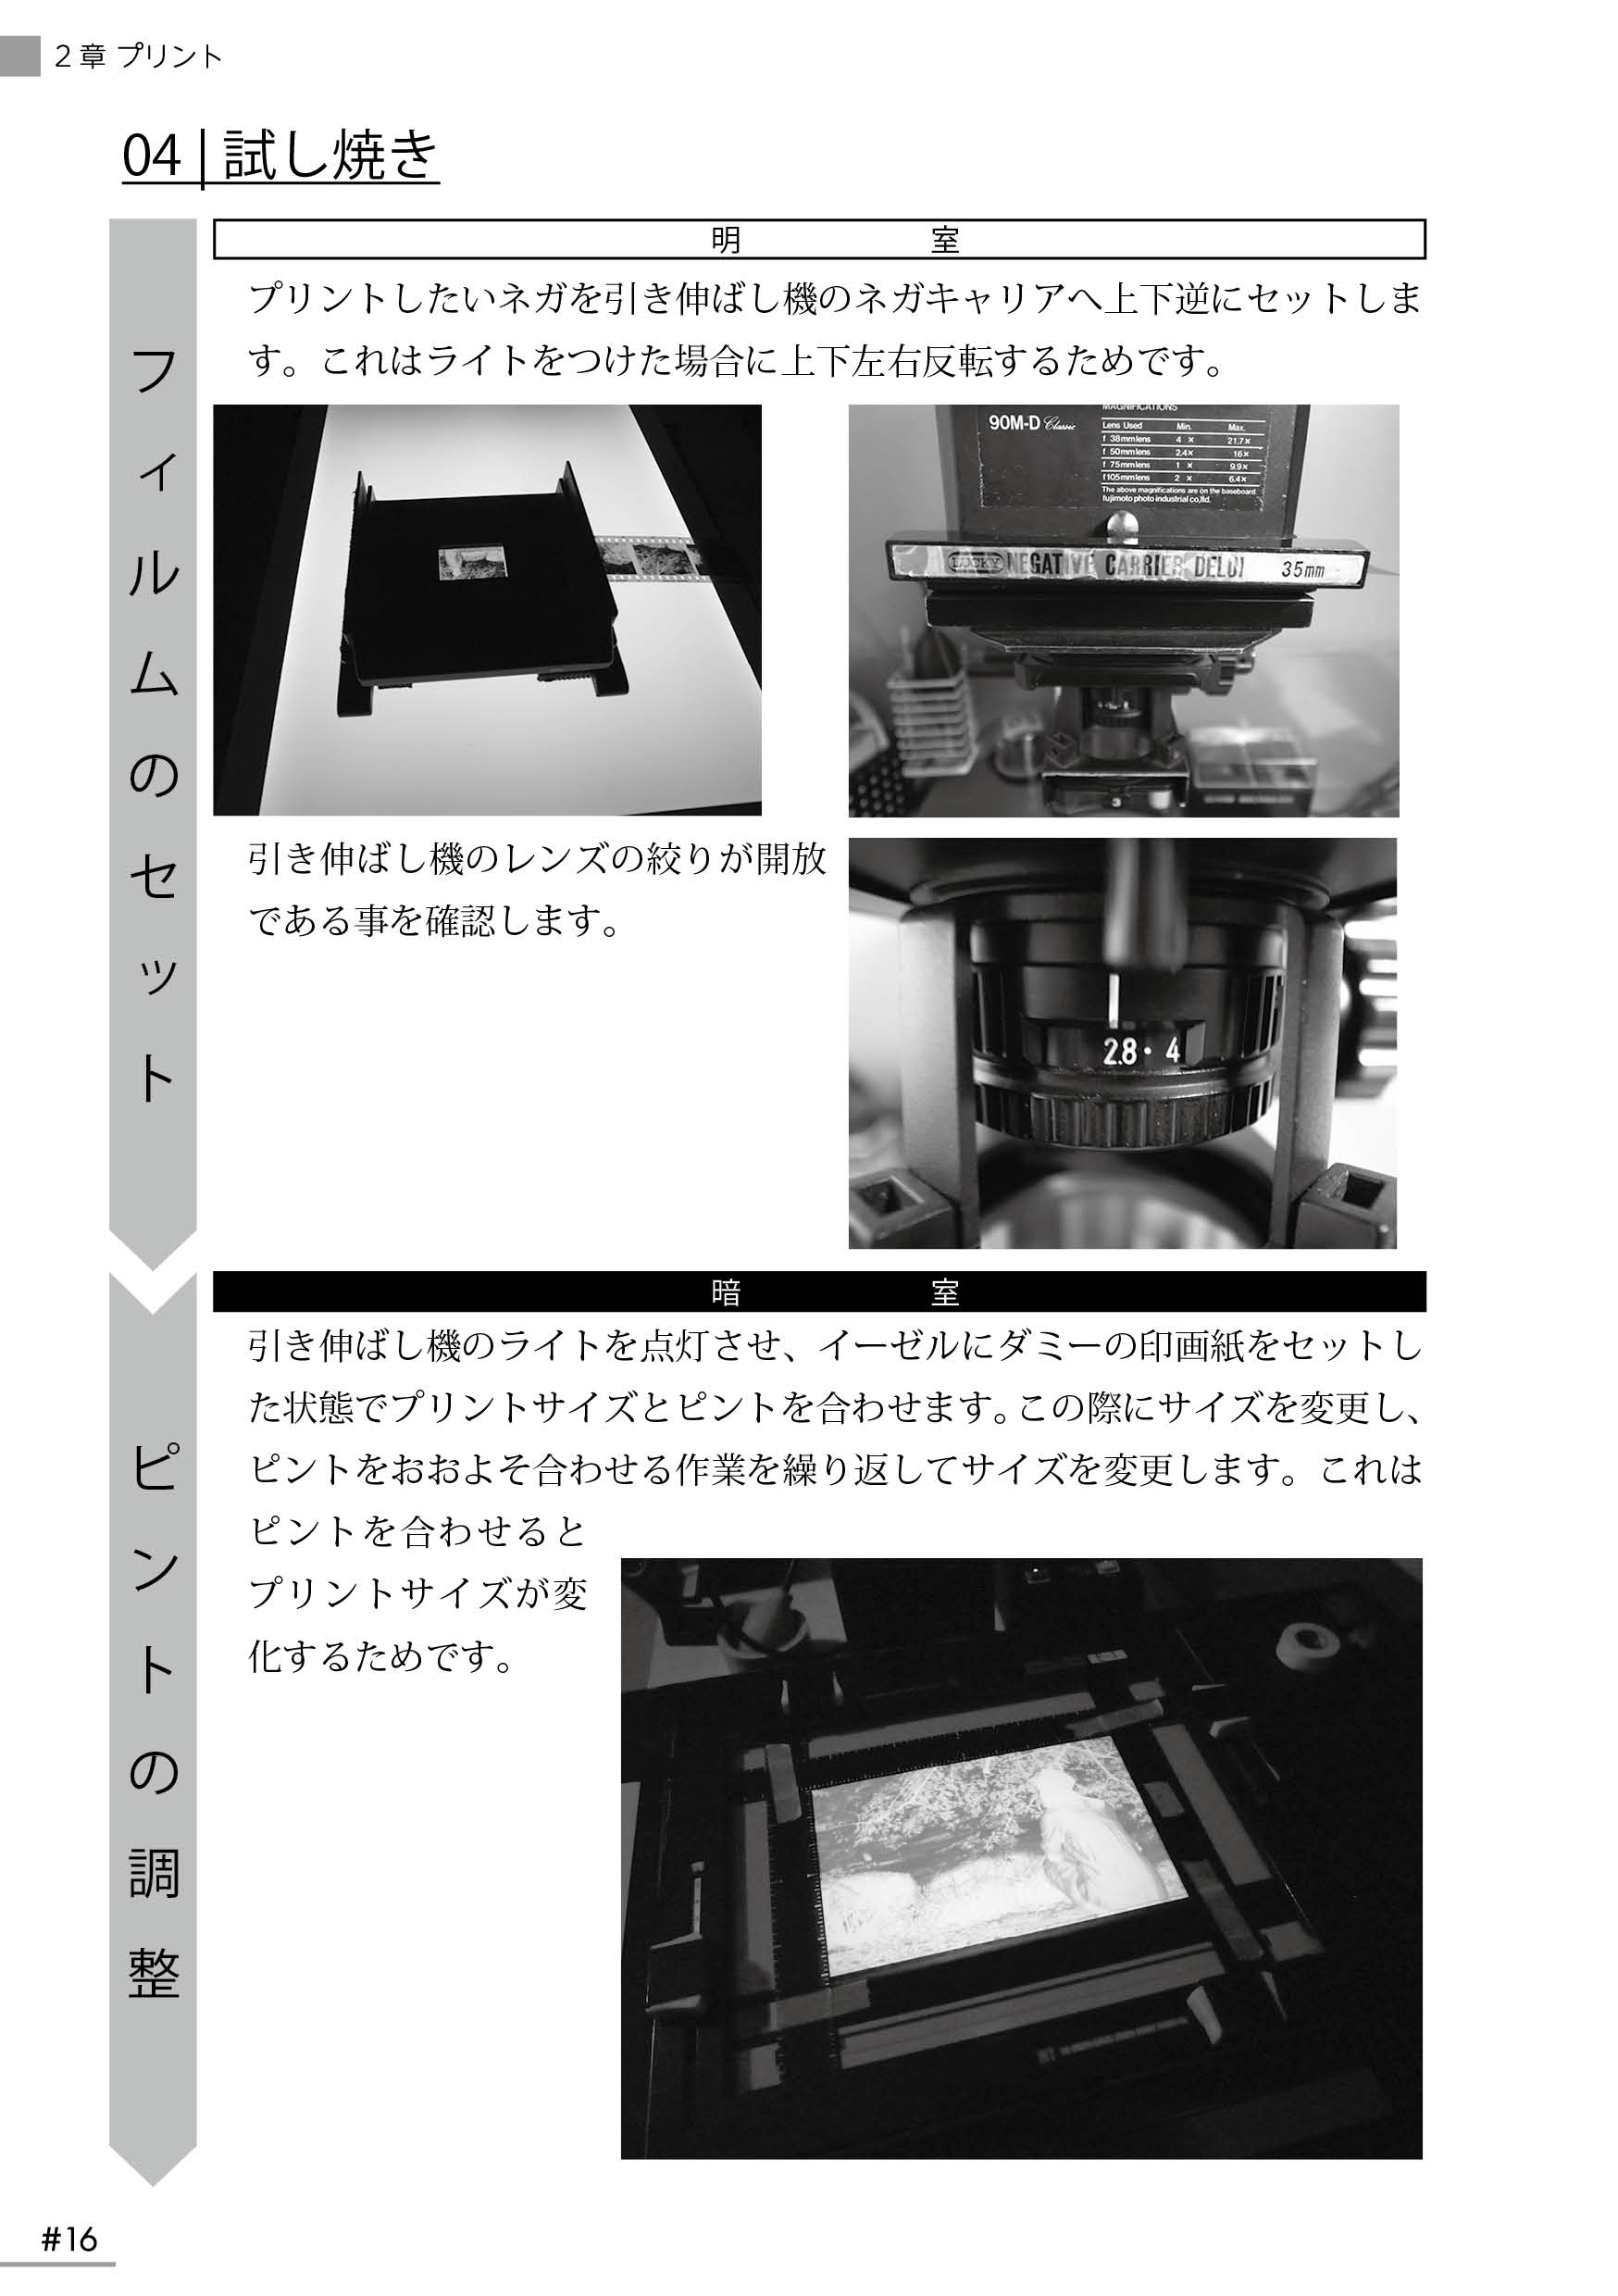 2章 プリント
04|試し焼き
フィルムのセット
明 室
プリントしたいネガを引き伸ばし機のネガキャリアへ上下逆にセットしま
す。これはライトをつけた場合に上下左右反転するためです。
MAGNIFICATIONS
90M-D Classic
Lens Used Min. Max.
f 38mmlens 4 × 21.7×
f 50mmlens 2.4× 16×
f 75mmlens 1 × 9.9×
f105mmlens 2 × 6.4×
The above magnifications are on the baseboard.
fujimoto photo industrial co,ltd.
LUCKY NEGATIVE CARRIER 35mm
3
引き伸ばし機のレンズの絞りが開放
である事を確認します。
2.8・4
ピントの調整
暗 室
引き伸ばし機のライトを点灯させ、イーゼルにダミーの印画紙をセットし
た状態でプリントサイズとピントを合わせます。この際にサイズを変更し、
ピントをおおよそ合わせる作業を繰り返してサイズを変更します。これは
ピントを合わせると
プリントサイズが変
化するためです。
#16